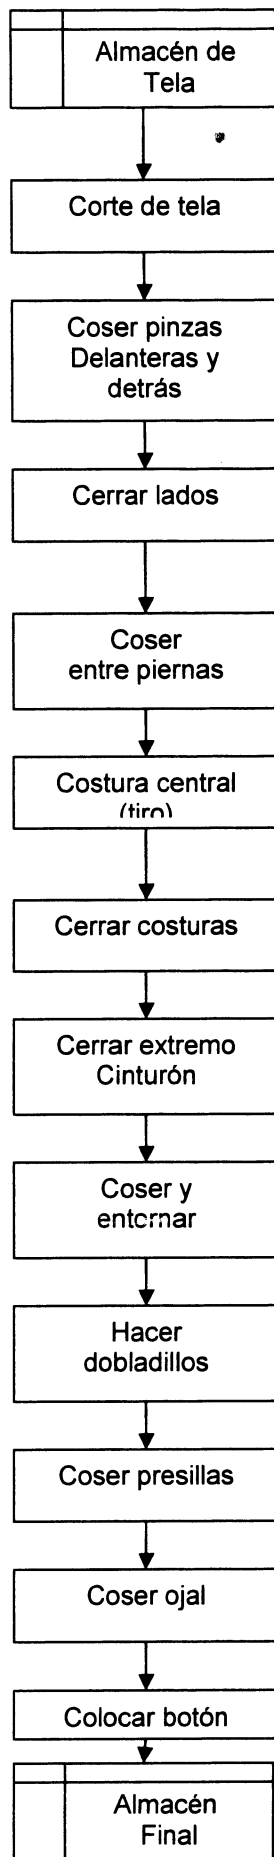 Almacén de
Tela
Corte de tela
Coser pinzas
Delanteras y
detrás
Cerrar lados
Coser
entre piernas
Costura central
(tiro)
Cerrar costuras
Cerrar extremo
Cinturón
Coser y
entornar
Hacer
dobladillos
Coser presillas
Coser ojal
Colocar botón
Almacén
Final